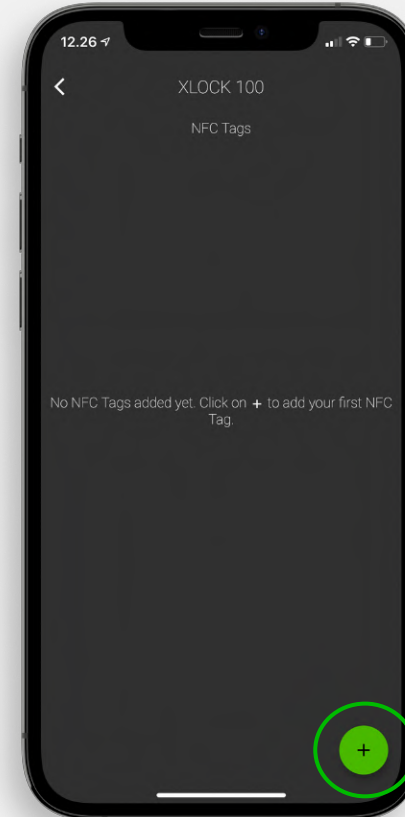 12.26
XLOCK 100
NFC Tags
No NFC Tags added yet. Click on + to add your first NFC
Tag.
+